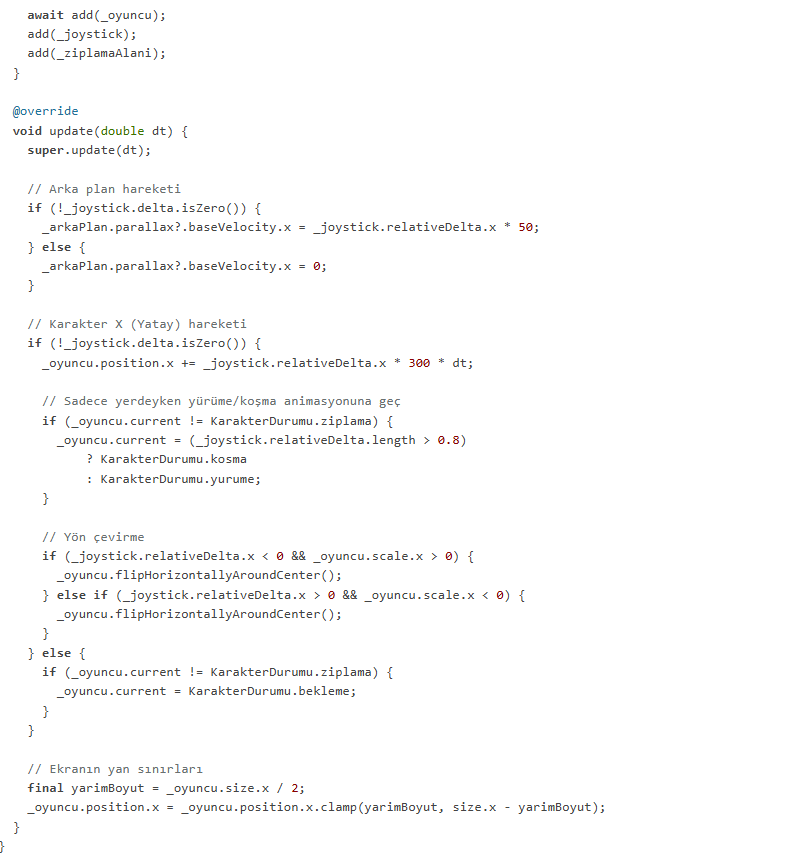 await add(_oyuncu);
add(_joystick);
add(_ziplamaAlani);
}
@override
void update(double dt) {
super.update(dt);
// Arka plan hareketi
if (!_joystick.delta.isZero()) {
_arkaPlan.parallax?.baseVelocity.x = _joystick.relativeDelta.x * 50;
} else {
_arkaPlan.parallax?.baseVelocity.x = 0;
}
// Karakter X (Yatay) hareketi
if (!_joystick.delta.isZero()) {
_oyuncu.position.x += _joystick.relativeDelta.x * 300 * dt;
// Sadece yerdeyken yürüme/koşma animasyonuna geç
if (_oyuncu.current != KarakterDurumu.ziplama) {
_oyuncu.current = (_joystick.relativeDelta.length > 0.8)
? KarakterDurumu.kosma
: KarakterDurumu.yurume;
}
// Yön çevirme
if (_joystick.relativeDelta.x < 0 && _oyuncu.scale.x > 0) {
_oyuncu.flipHorizontallyAroundCenter();
} else if (_joystick.relativeDelta.x > 0 && _oyuncu.scale.x < 0) {
_oyuncu.flipHorizontallyAroundCenter();
}
} else {
if (_oyuncu.current != KarakterDurumu.ziplama) {
_oyuncu.current = KarakterDurumu.bekleme;
}
}
// Ekranın yan sınırları
final yarimBoyut = _oyuncu.size.x / 2;
_oyuncu.position.x = _oyuncu.position.x.clamp(yarimBoyut, size.x - yarimBoyut);
}
}